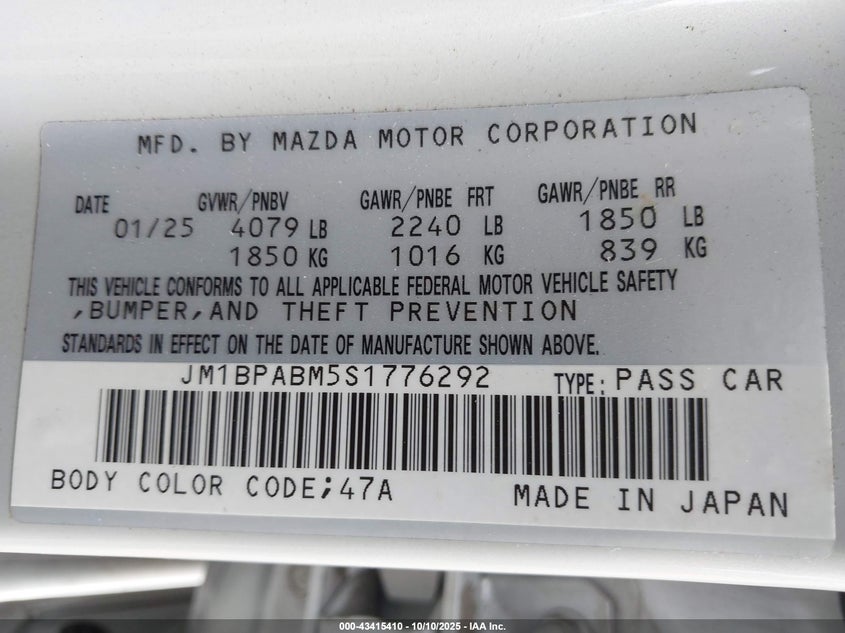 MFD. BY MAZDA MOTOR CORPORATION
DATE GVWR/PNBV GAWR/PNBE FRT GAWR/PNBE RR
01/25 4079 LB 2240 LB 1850 LB
1850 KG 1016 KG 839 KG
THIS VEHICLE CONFORMS TO ALL APPLICABLE FEDERAL MOTOR VEHICLE SAFETY
,BUMPER,AND THEFT PREVENTION
STANDARDS IN EFFECT ON THE DATE OF MANUFACTURE SHOWN ABOVE.
JM1BPABM5S1776292 TYPE: PASS CAR
BODY COLOR CODE;47A MADE IN JAPAN
000-43415410 - 10/10/2025 - IAA Inc.